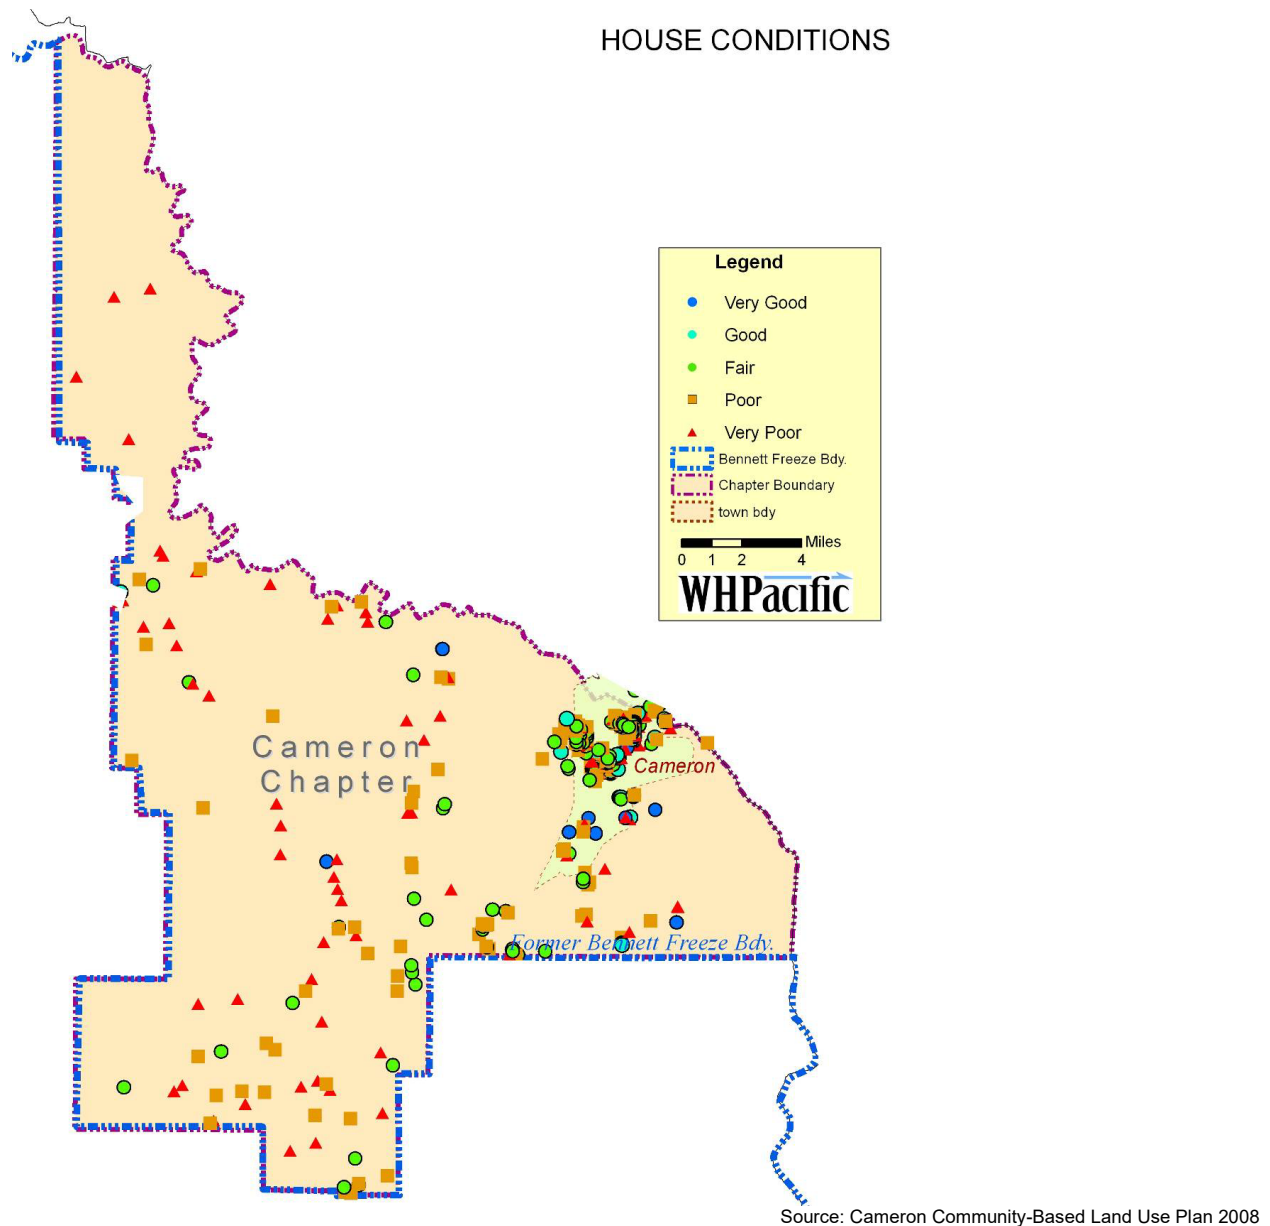 HOUSE CONDITIONS
Legend
Very Good
Good
Fair
Poor
Very Poor
Bennett Freeze Bdy.
Chapter Boundary
town bdy
Miles
0 1 2 4
WHPacific
Cameron
Chapter
Cameron
Former Bennett Freeze Bdy.
Source: Cameron Community-Based Land Use Plan 2008